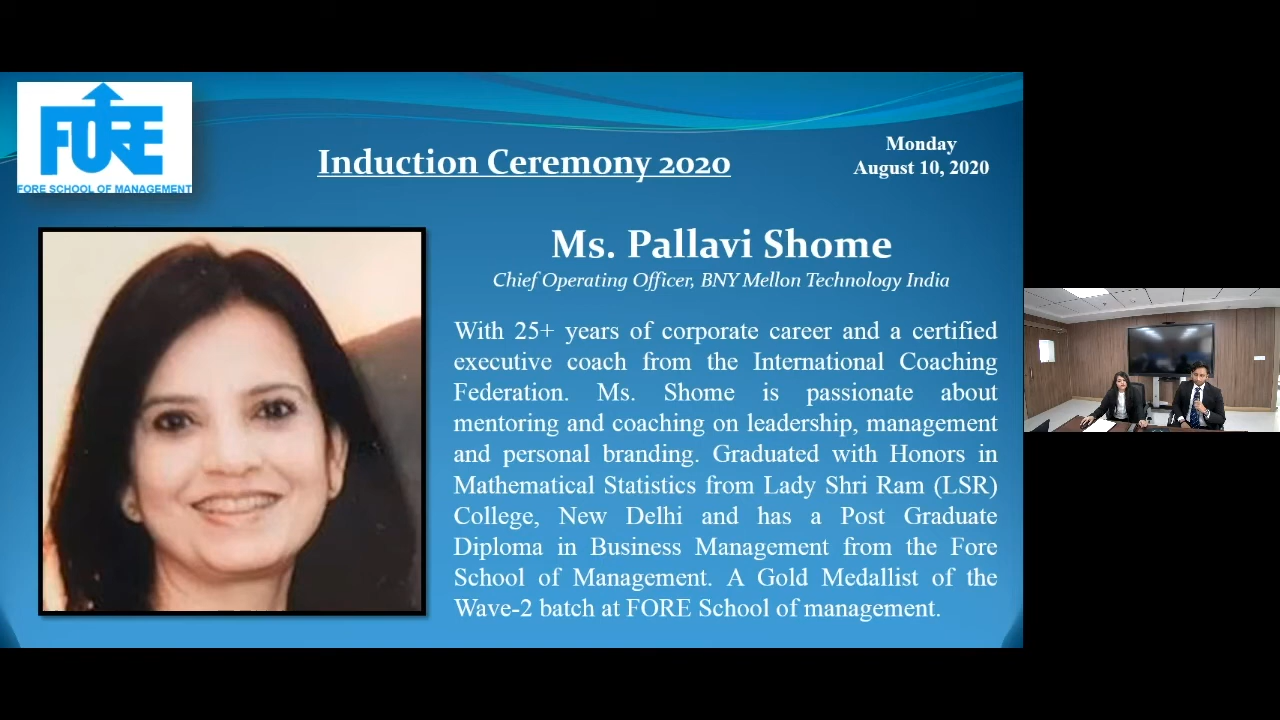 FORE
FORE SCHOOL OF MANAGEMENT
Induction Ceremony 2020
Monday
August 10, 2020
Ms. Pallavi Shome
Chief Operating Officer, BNY Mellon Technology India
With 25+ years of corporate career and a certified
executive coach from the International Coaching
Federation. Ms. Shome is passionate about
mentoring and coaching on leadership, management
and personal branding. Graduated with Honors in
Mathematical Statistics from Lady Shri Ram (LSR)
College, New Delhi and has a Post Graduate
Diploma in Business Management from the Fore
School of Management. A Gold Medallist of the
Wave-2 batch at FORE School of management.